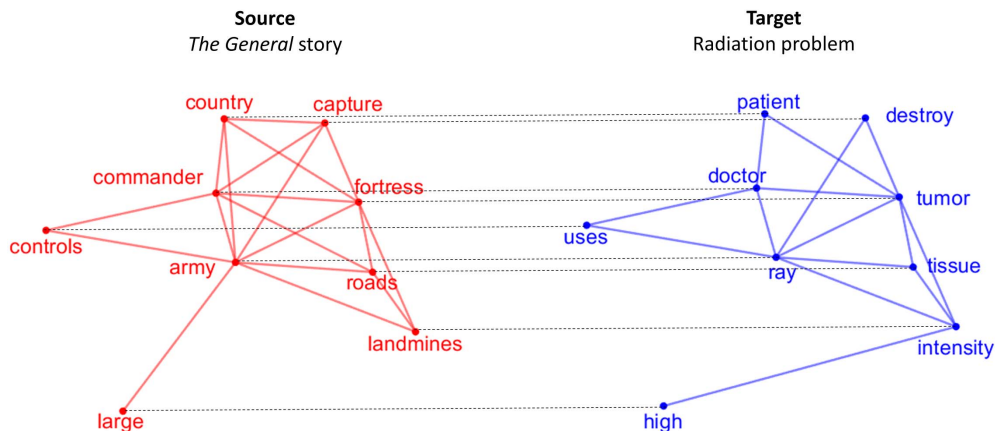 Source
The General story
Target
Radiation problem
country
capture
commander
fortress
controls
army
roads
landmines
large
patient
destroy
doctor
tumor
uses
ray
tissue
intensity
high